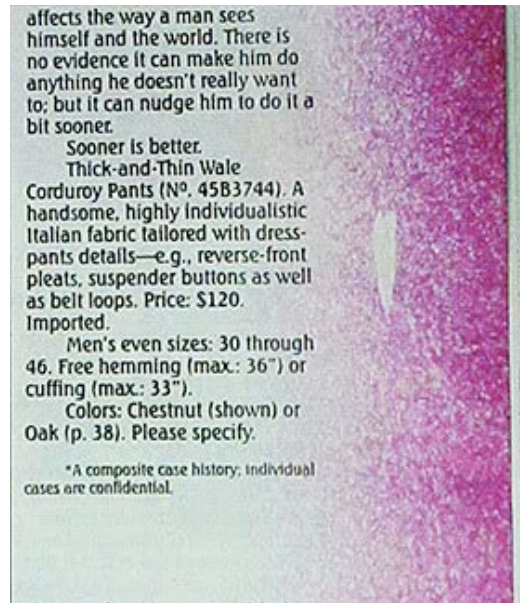 affects the way a man sees
himself and the world. There is
no evidence it can make him do
anything he doesn't really want
to; but it can nudge him to do it a
bit sooner.
Sooner is better.
Thick-and-Thin Wale
Corduroy Pants (Nº. 45B3744). A
handsome, highly individualistic
Italian fabric tailored with dress-
pants details—e.g., reverse-front
pleats, suspender buttons as well
as belt loops. Price: $120.
Imported.
Men's even sizes: 30 through
46. Free hemming (max.: 36") or
cuffing (max.: 33").
Colors: Chestnut (shown) or
Oak (p. 38). Please specify.
*A composite case history; individual
cases are confidential.